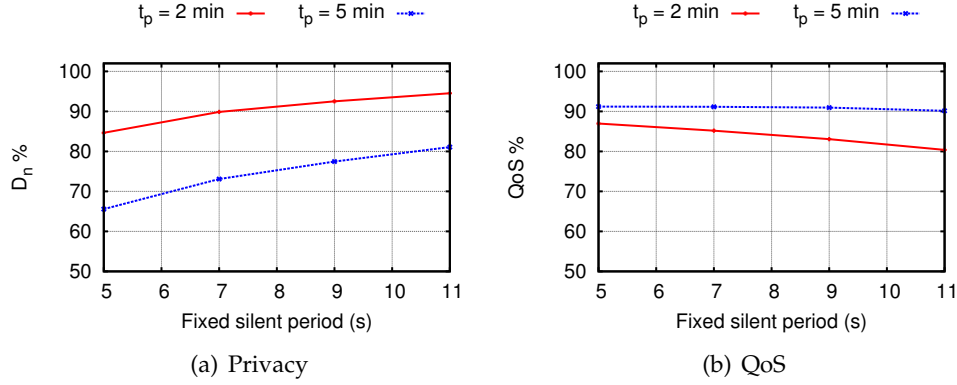 t_p = 2 min t_p = 5 min
D_n %
100
90
80
70
60
50
5 6 7 8 9 10 11
Fixed silent period (s)
(a) Privacy
t_p = 2 min t_p = 5 min
QoS %
100
90
80
70
60
50
5 6 7 8 9 10 11
Fixed silent period (s)
(b) QoS